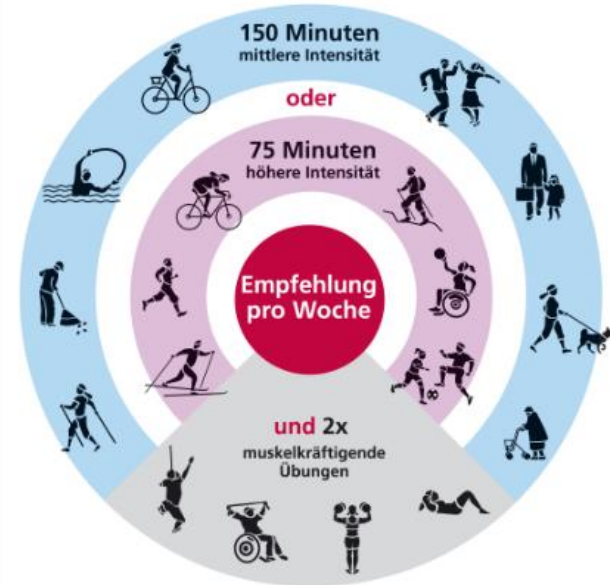 150 Minuten
mittlere Intensität
oder
75 Minuten
höhere Intensität
Empfehlung
pro Woche
und 2x
muskelkräftigende
Übungen